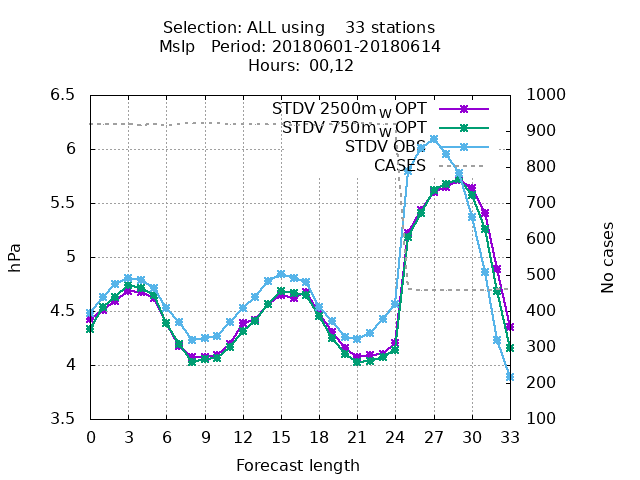 Selection: ALL using 33 stations
Mslp Period: 20180601-20180614
Hours: 00,12
STDV 2500m_W OPT
STDV 750m_W OPT
STDV OBS
CASES
6.5
6
5.5
5
4.5
4
3.5
hPa
1000
900
800
700
600
500
400
300
200
100
No cases
0 3 6 9 12 15 18 21 24 27 30 33
Forecast length